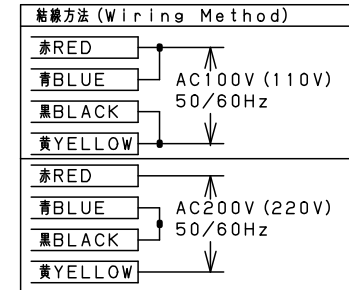 結線方法(Wiring Method)
赤RED
青BLUE
AC100V(110V)
50/60Hz
黒BLACK
黄YELLOW
赤RED
青BLUE
AC200V(220V)
50/60Hz
黒BLACK
黄YELLOW